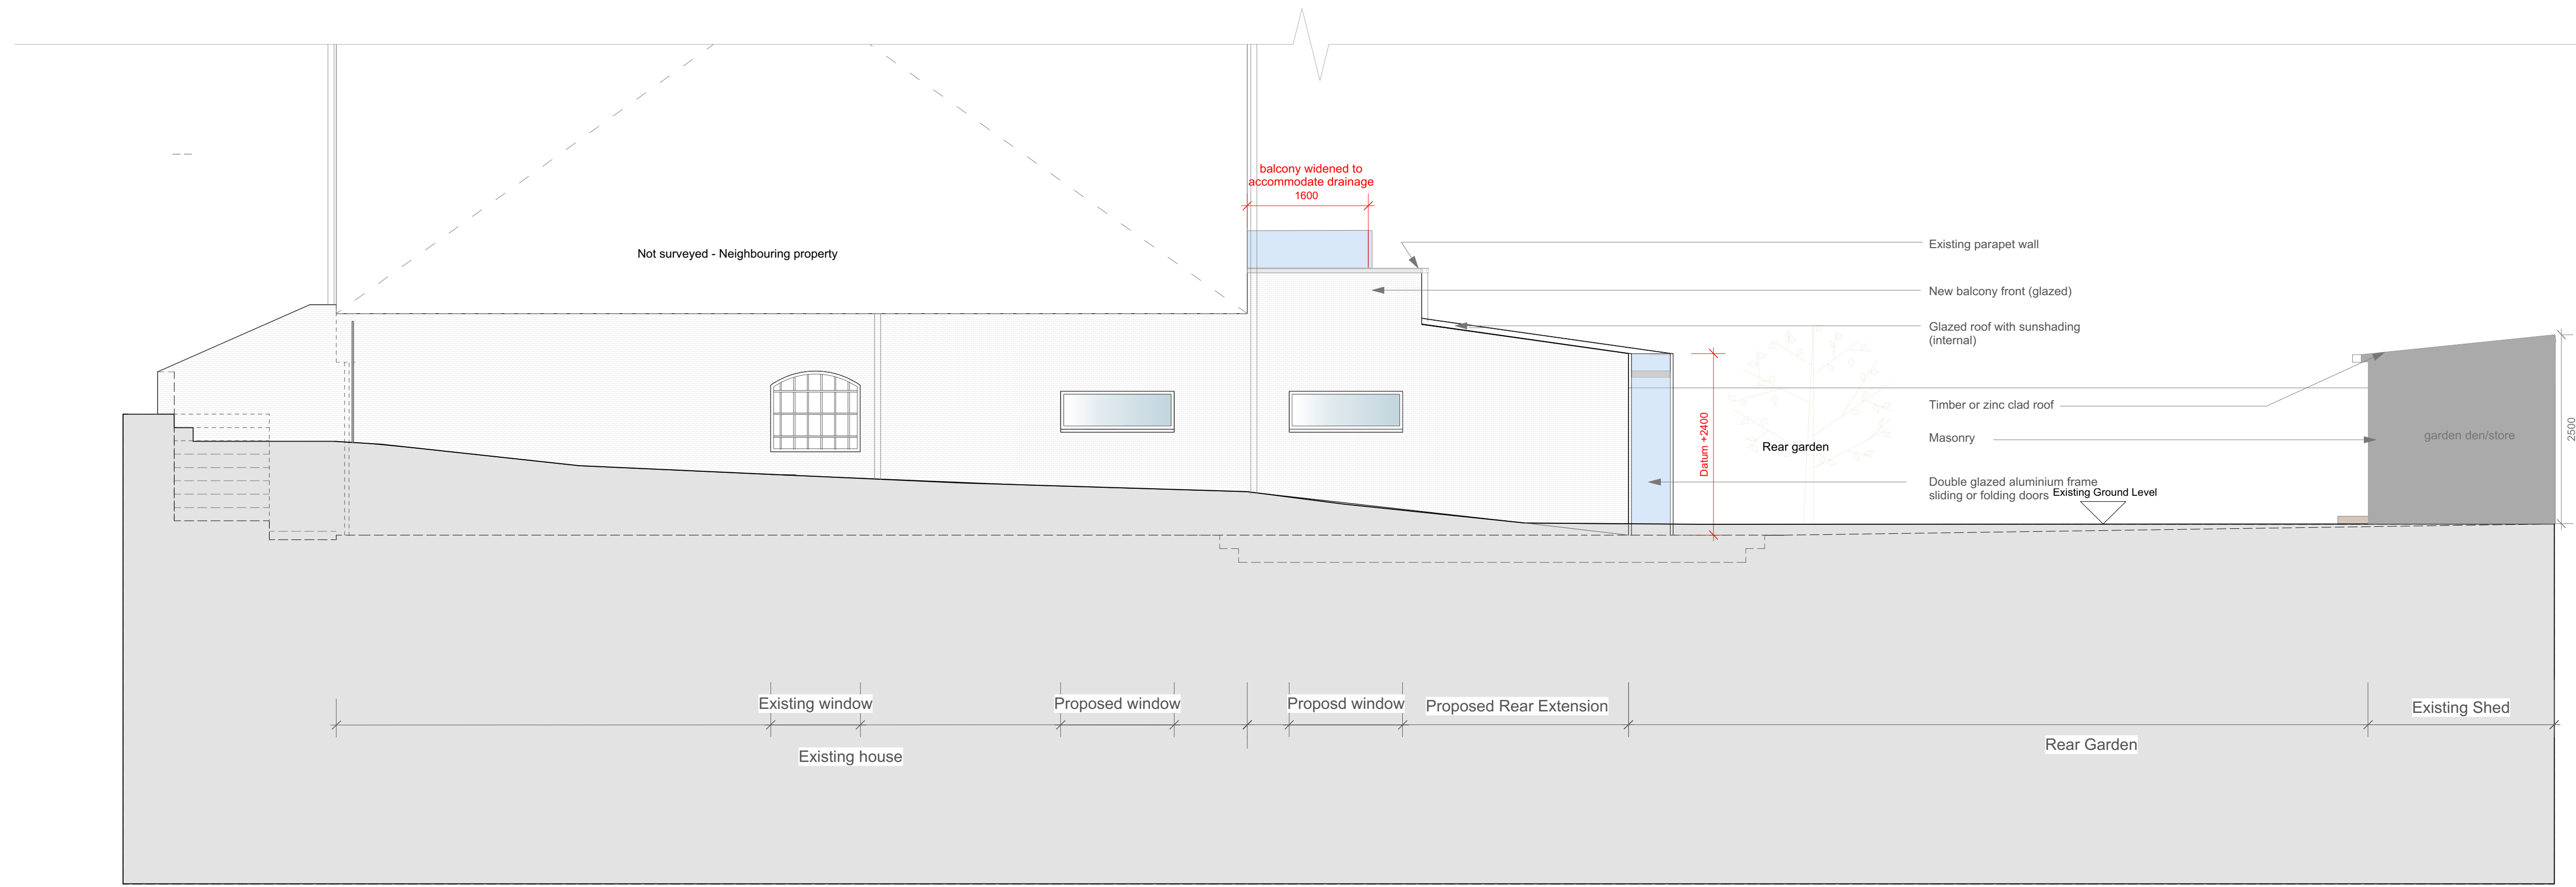 balcony widened to
accommodate drainage
1600
Not surveyed - Neighbouring property
Existing parapet wall
New balcony front (glazed)
Glazed roof with sunshading
(internal)
Timber or zinc clad roof
Masonry
Double glazed aluminium frame
sliding or folding doors
Existing Ground Level
Rear garden
Datum +2400
garden den/store
2500
Existing window
Proposed window
Proposd window
Proposed Rear Extension
Existing Shed
Existing house
Rear Garden